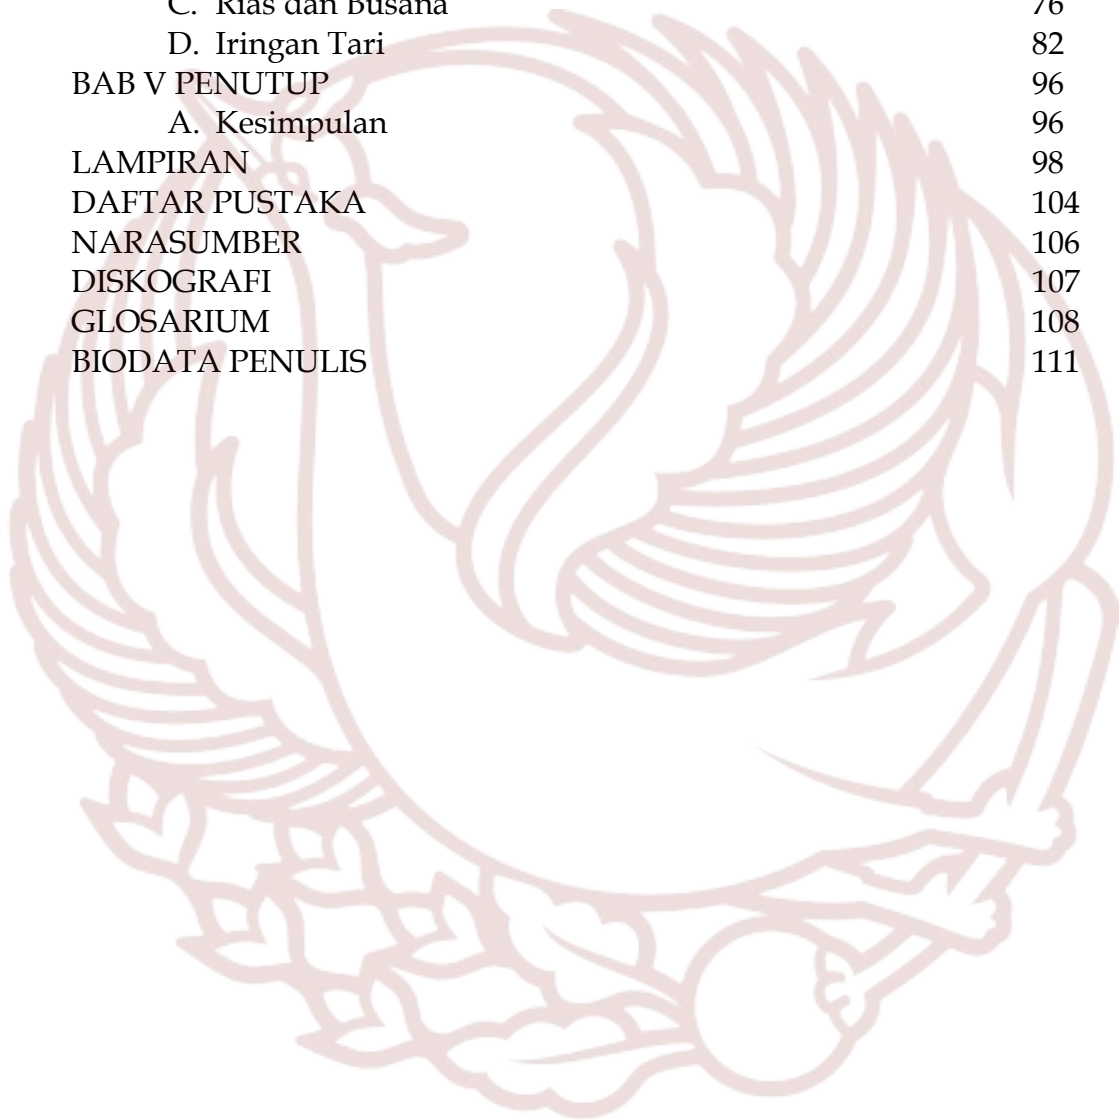 C. Rias dan Busana 76
D. Iringan Tari 82
BAB V PENUTUP 96
A. Kesimpulan 96
LAMPIRAN 98
DAFTAR PUSTAKA 104
NARASUMBER 106
DISKOGRAFI 107
GLOSARIUM 108
BIODATA PENULIS 111